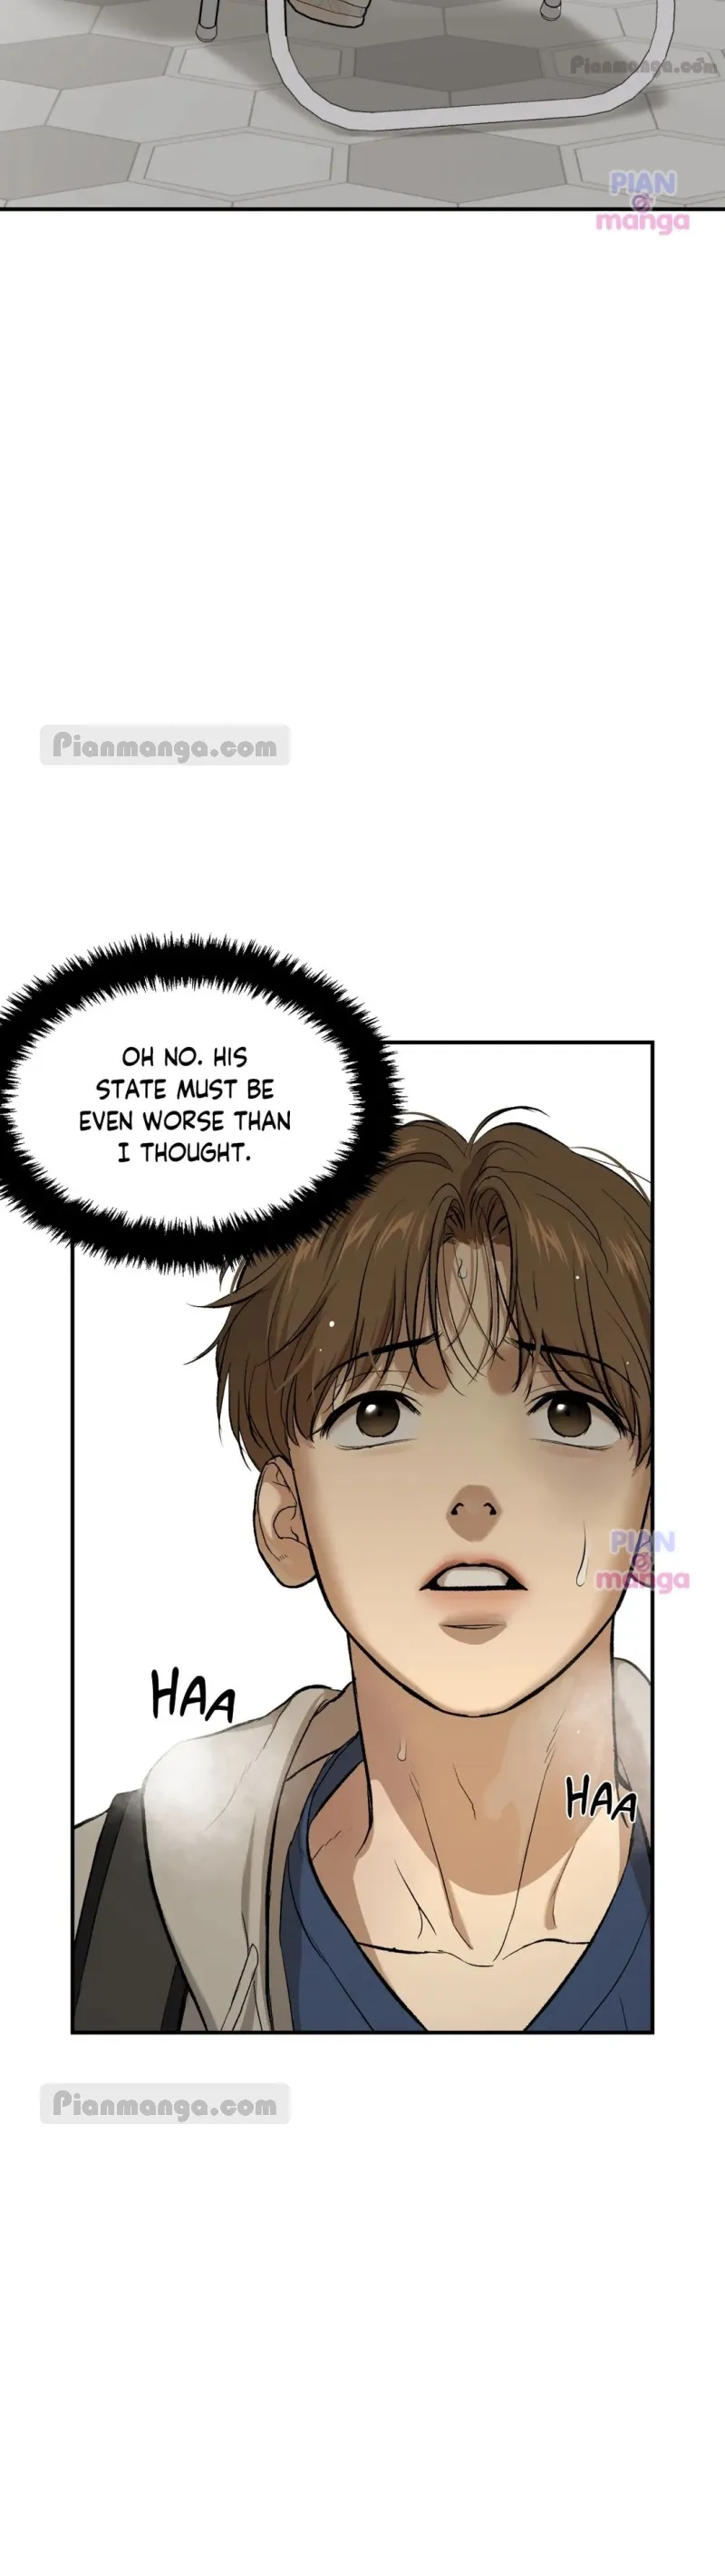 Pianmanga.com
PIAN
manga
Pianmanga.com
OH NO. HIS
STATE MUST BE
EVEN WORSE THAN
I THOUGHT.
PIAN
manga
HAA
HAA
Pianmanga.com